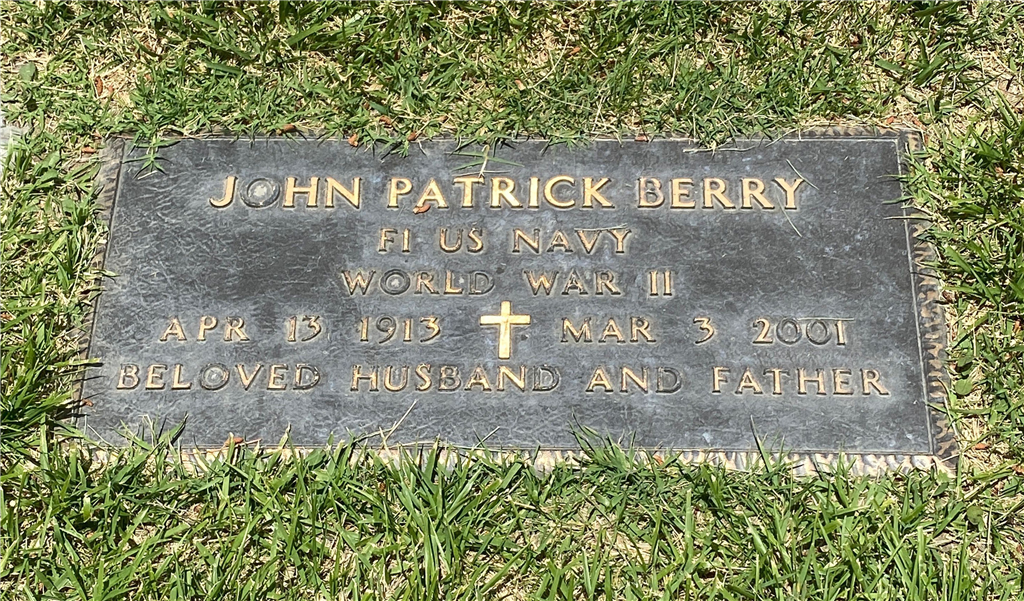 JOHN PATRICK BERRY
F1 US NAVY
WORLD WAR II
APR 13 1913 MAR 3 2001
BELOVED HUSBAND AND FATHER